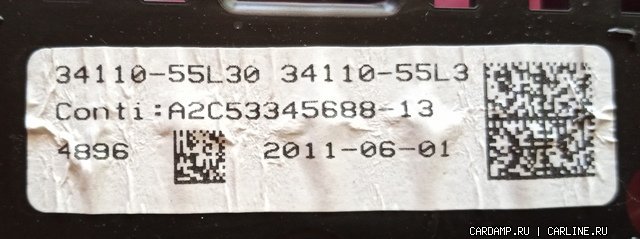 34110-55L30 34110-55L3
Conti:A2C53345688-13
4896 2011-06-01
CARDAMP.RU | CARLINE.RU